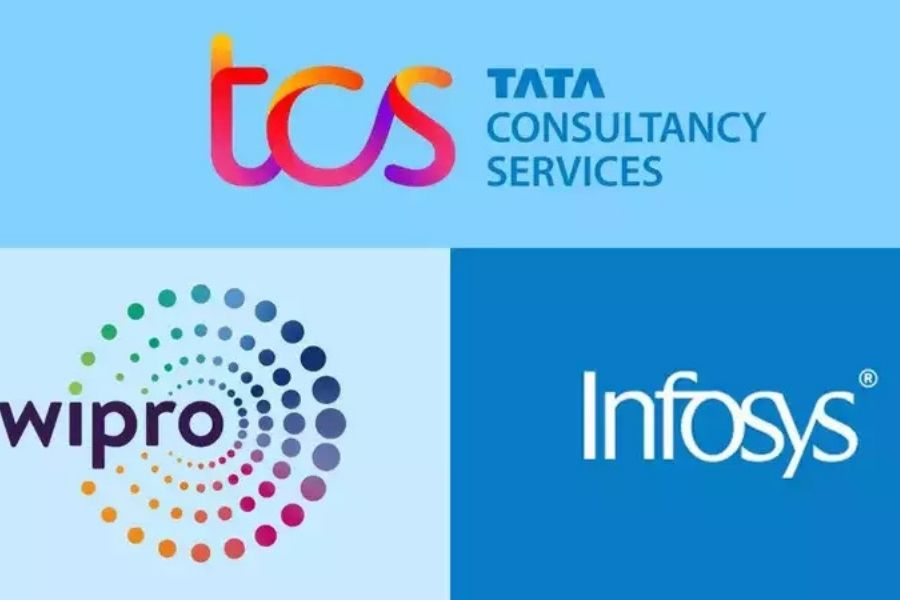 tcs
TATA
CONSULTANCY
SERVICES
wipro
Infosys®